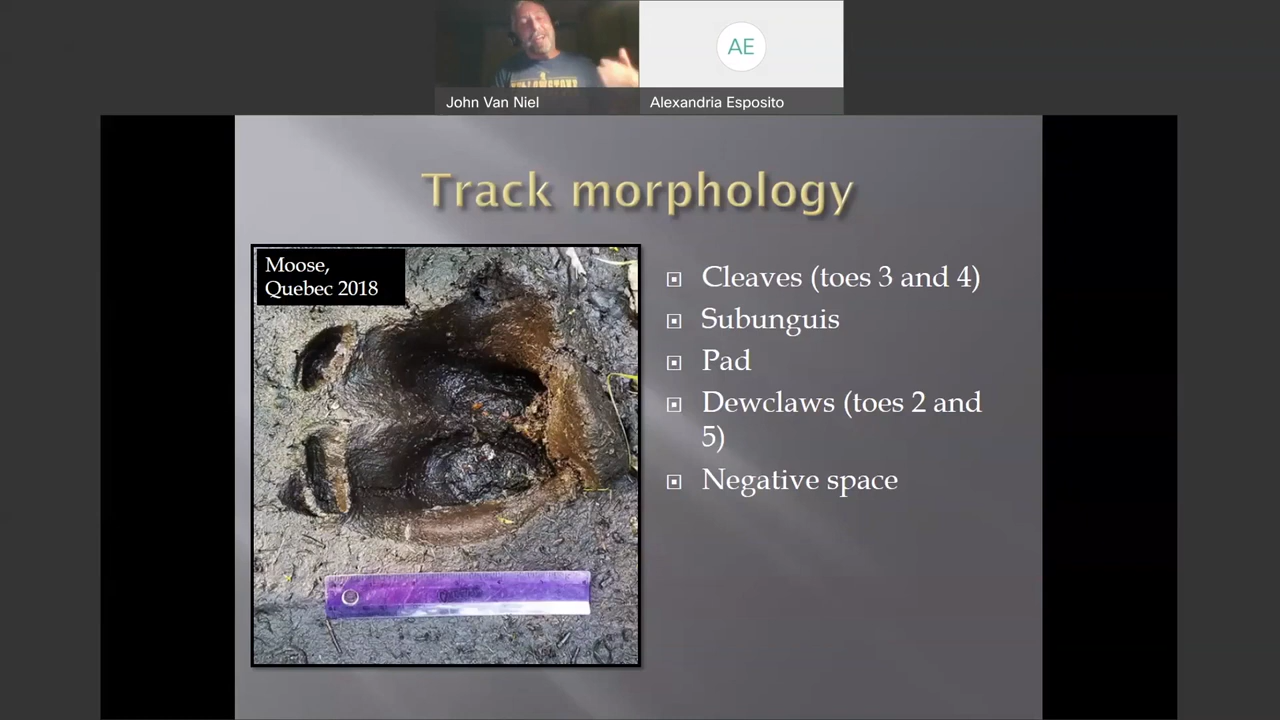 AE
John Van Niel
Alexandria Esposito
Track morphology
Moose,
Quebec 2018
Cleaves (toes 3 and 4)
Subunguis
Pad
Dewclaws (toes 2 and
5)
Negative space